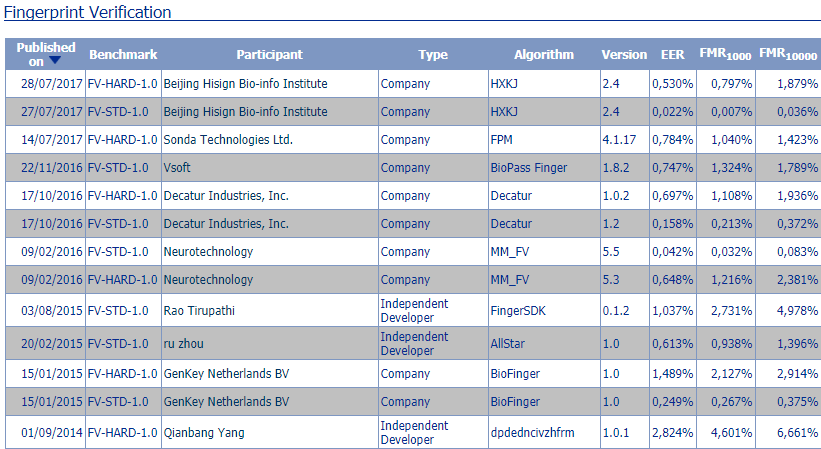 Fingerprint Verification
Published on Benchmark Participant Type Algorithm Version EER FMR1000 FMR10000
28/07/2017 FV-HARD-1.0 Beijing Hisign Bio-info Institute Company HXKJ 2.4 0,530% 0,797% 1,879%
27/07/2017 FV-STD-1.0 Beijing Hisign Bio-info Institute Company HXKJ 2.4 0,022% 0,007% 0,036%
14/07/2017 FV-HARD-1.0 Sonda Technologies Ltd. Company FPM 4.1.17 0,784% 1,040% 1,423%
22/11/2016 FV-STD-1.0 Vsoft Company BioPass Finger 1.8.2 0,747% 1,324% 1,789%
17/10/2016 FV-HARD-1.0 Decatur Industries, Inc. Company Decatur 1.0.2 0,697% 1,108% 1,936%
17/10/2016 FV-STD-1.0 Decatur Industries, Inc. Company Decatur 1.2 0,158% 0,213% 0,372%
09/02/2016 FV-STD-1.0 Neurotechnology Company MM_FV 5.5 0,042% 0,032% 0,083%
09/02/2016 FV-HARD-1.0 Neurotechnology Company MM_FV 5.3 0,648% 1,216% 2,381%
03/08/2015 FV-STD-1.0 Rao Tirupathi Independent Developer FingerSDK 0.1.2 1,037% 2,731% 4,978%
20/02/2015 FV-STD-1.0 ru zhou Independent Developer AllStar 1.0 0,613% 0,938% 1,396%
15/01/2015 FV-HARD-1.0 GenKey Netherlands BV Company BioFinger 1.0 1,489% 2,127% 2,914%
15/01/2015 FV-STD-1.0 GenKey Netherlands BV Company BioFinger 1.0 0,249% 0,267% 0,375%
01/09/2014 FV-HARD-1.0 Qianbang Yang Independent Developer dpdedncivzhfrm 1.0.1 2,824% 4,601% 6,661%